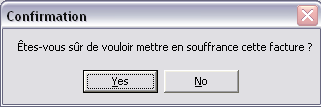 Confirmation
Êtes-vous sûr de vouloir mettre en souffrance cette facture ?
Yes
No